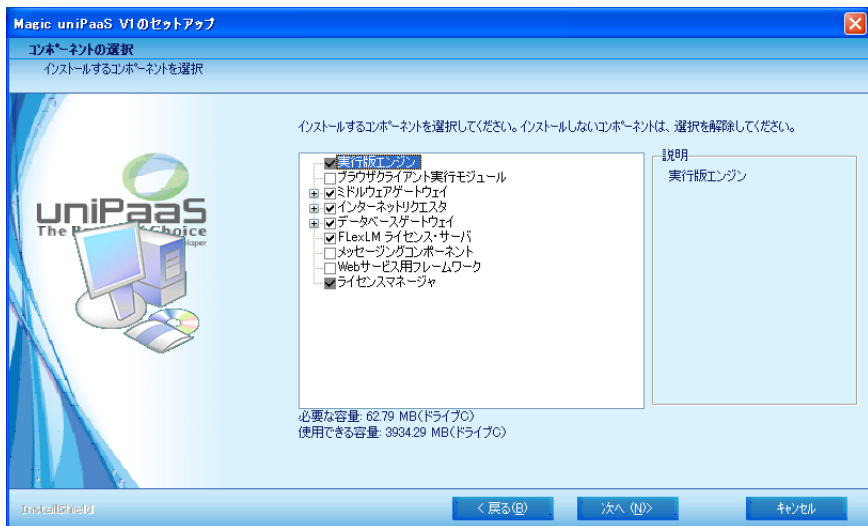 Magic uniPaaS V1のセットアップ
コンポーネントの選択
インストールするコンポーネントを選択
インストールするコンポーネントを選択してください。インストールしないコンポーネントは、選択を解除してください。
実行版エンジン
ブラウザクライアント実行モジュール
ミドルウェアゲートウェイ
インターネットリクエスタ
データベースゲートウェイ
FLexLM ライセンス・サーバ
メッセージングコンポーネント
Webサービス用フレームワーク
ライセンスマネージャ
説明
実行版エンジン
uniPaaS
The Choice
必要な容量: 62.79 MB(ドライブC)
使用できる容量: 3934.29 MB(ドライブC)
InstallShield
< 戻る(B)
次へ (N)>
キャンセル